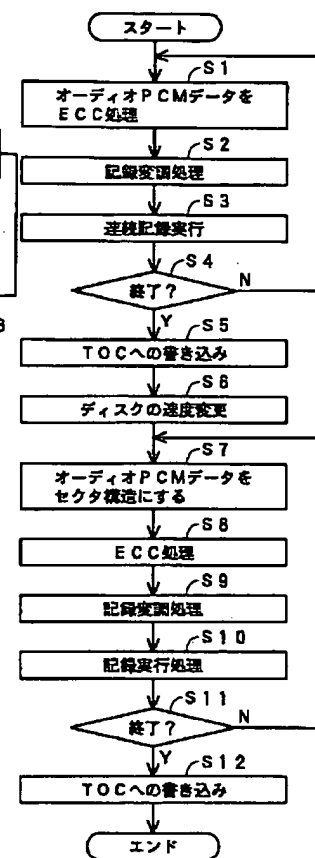 スタート
S1
オーディオPCMデータを
ECC処理
S2
記録変調処理
S3
連続記録実行
S4
終了?
N
Y
S5
TOCへの書き込み
S6
ディスクの速度変更
S7
オーディオPCMデータを
セクタ構造にする
S8
ECC処理
S9
記録変調処理
S10
記録実行処理
S11
終了?
N
Y
S12
TOCへの書き込み
エンド